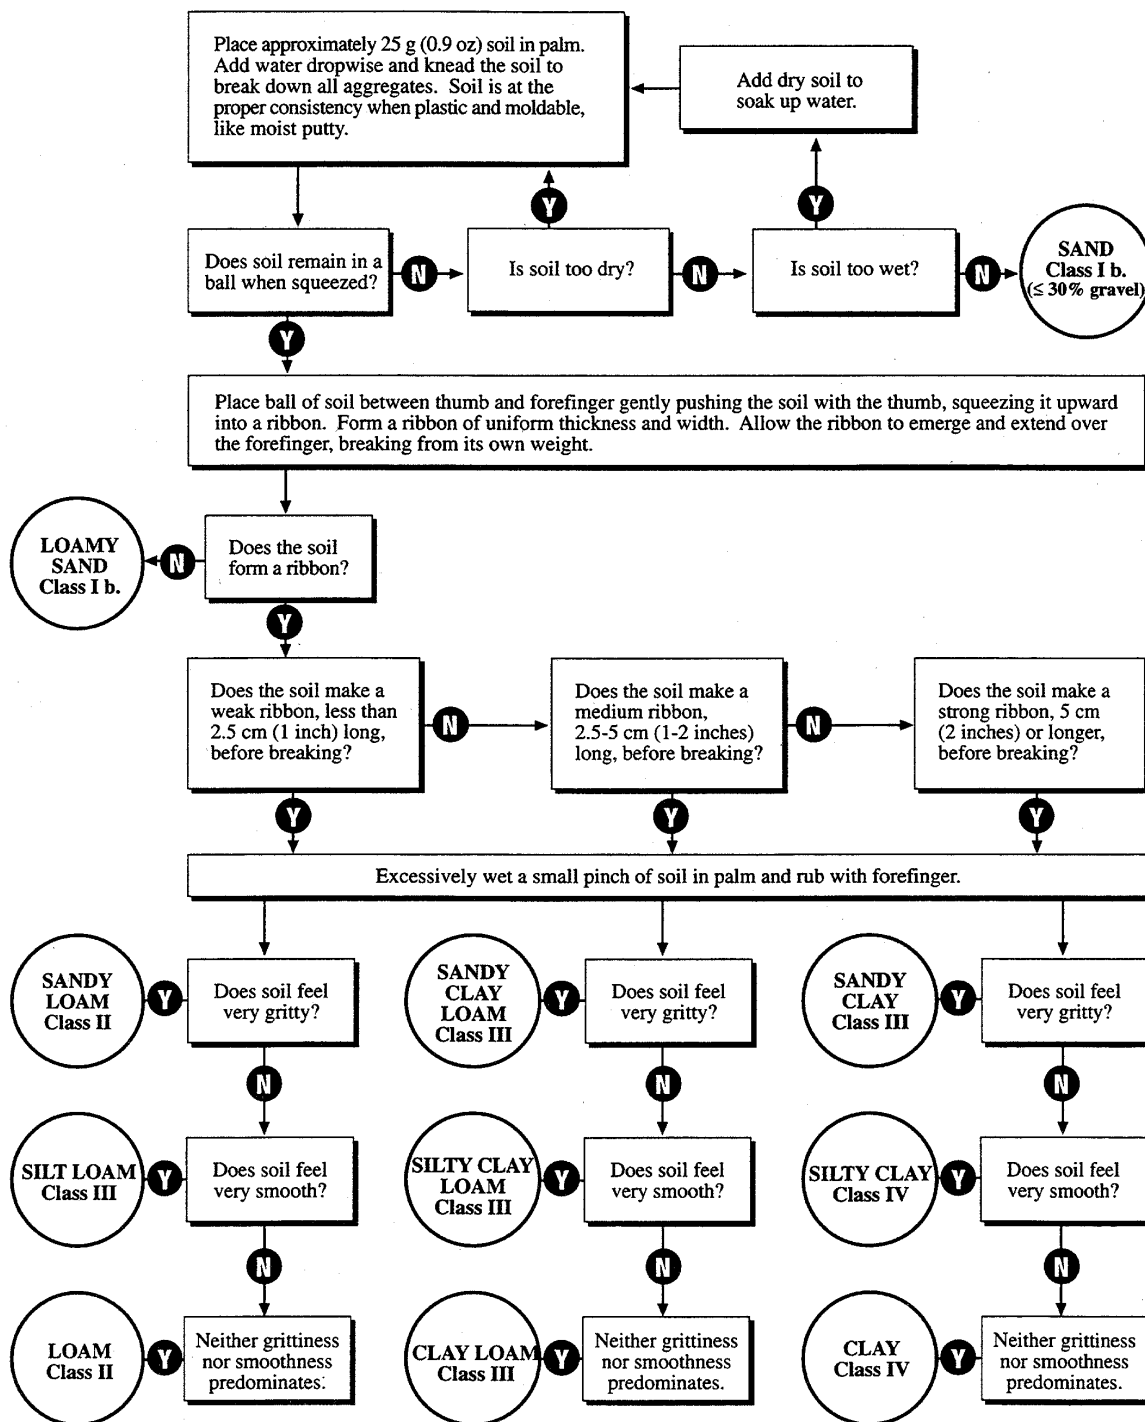 Place approximately 25 g (0.9 oz) soil in palm.
Add water dropwise and knead the soil to
break down all aggregates. Soil is at the
proper consistency when plastic and moldable,
like moist putty.
Add dry soil to
soak up water.
Y
Y
Does soil remain in a
ball when squeezed?
N
Is soil too dry?
N
Is soil too wet?
N
SAND
Class I b.
(≤ 30% gravel)
Y
Place ball of soil between thumb and forefinger gently pushing the soil with the thumb, squeezing it upward
into a ribbon. Form a ribbon of uniform thickness and width. Allow the ribbon to emerge and extend over
the forefinger, breaking from its own weight.
LOAMY
SAND
Class I b.
N
Does the soil
form a ribbon?
Y
Does the soil make a
weak ribbon, less than
2.5 cm (1 inch) long,
before breaking?
N
Does the soil make a
medium ribbon,
2.5-5 cm (1-2 inches)
long, before breaking?
N
Does the soil make a
strong ribbon, 5 cm
(2 inches) or longer,
before breaking?
Y
Y
Y
Excessively wet a small pinch of soil in palm and rub with forefinger.
SANDY
LOAM
Class II
Y
Does soil feel
very gritty?
SANDY
CLAY
LOAM
Class III
Y
Does soil feel
very gritty?
SANDY
CLAY
Class III
Y
Does soil feel
very gritty?
N
N
N
SILT LOAM
Class III
Y
Does soil feel
very smooth?
SILTY CLAY
LOAM
Class III
Y
Does soil feel
very smooth?
SILTY CLAY
Class IV
Y
Does soil feel
very smooth?
N
N
N
LOAM
Class II
Y
Neither grittiness
nor smoothness
predominates.
CLAY LOAM
Class III
Y
Neither grittiness
nor smoothness
predominates.
CLAY
Class IV
Y
Neither grittiness
nor smoothness
predominates.